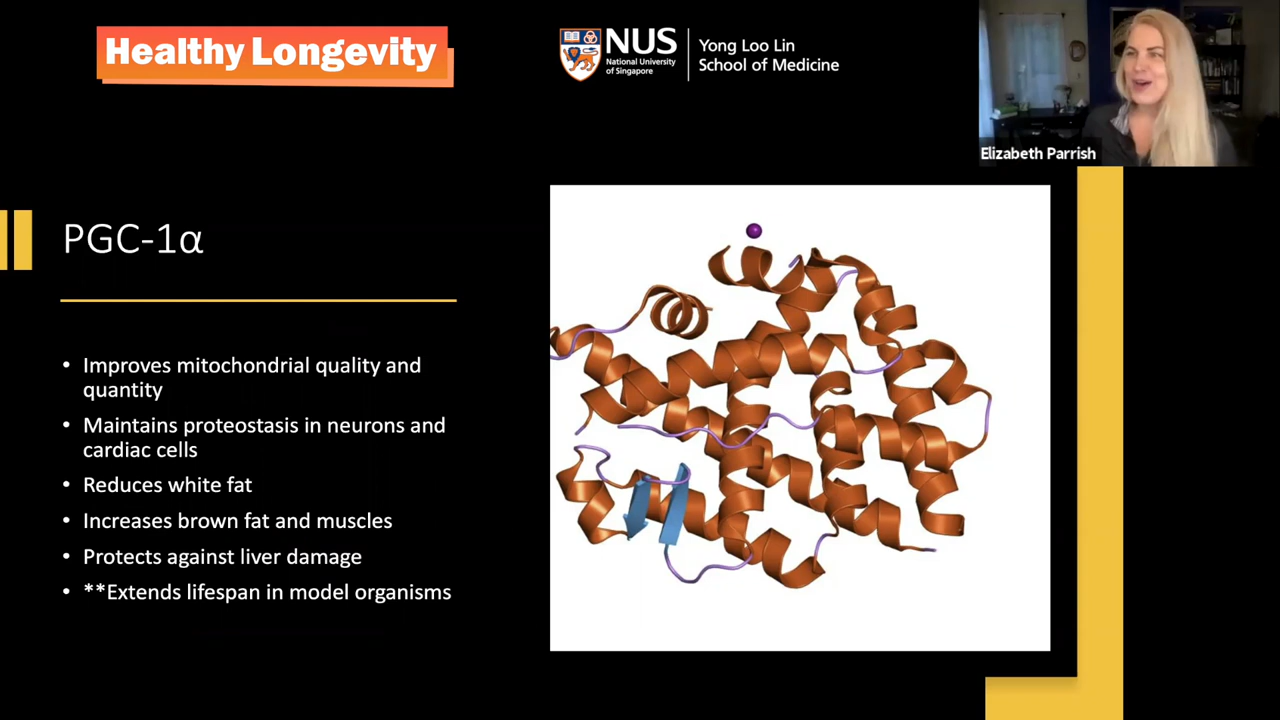 Healthy Longevity
NUS
National University
of Singapore
Yong Loo Lin
School of Medicine
Elizabeth Parrish
PGC-1α
• Improves mitochondrial quality and
quantity
• Maintains proteostasis in neurons and
cardiac cells
• Reduces white fat
• Increases brown fat and muscles
• Protects against liver damage
• **Extends lifespan in model organisms